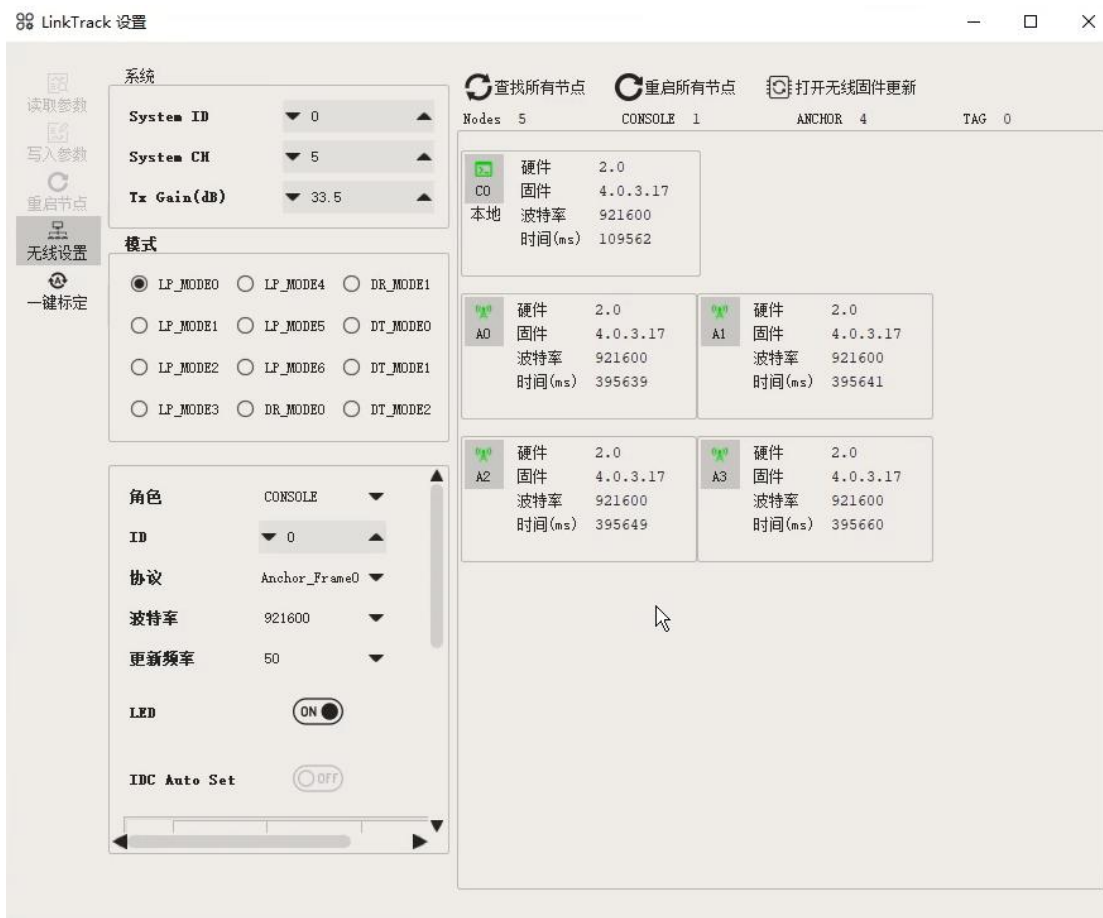 LinkTrack 设置
读取参数
写入参数
重启节点
无线设置
一键标定
系统
System ID 0
System CH 5
Tx Gain(dB) 33.5
模式
LP_MODE0 LP_MODE4 DR_MODE1
LP_MODE1 LP_MODE5 DT_MODE0
LP_MODE2 LP_MODE6 DT_MODE1
LP_MODE3 DR_MODE0 DT_MODE2
角色 CONSOLE
ID 0
协议 Anchor_Frame0
波特率 921600
更新频率 50
LED ON
IDC Auto Set OFF
查找所有节点 重启所有节点 打开无线固件更新
Nodes 5 CONSOLE 1 ANCHOR 4 TAG 0
C0
本地
硬件 2.0
固件 4.0.3.17
波特率 921600
时间(ms) 109562
A0
硬件 2.0
固件 4.0.3.17
波特率 921600
时间(ms) 395639
A1
硬件 2.0
固件 4.0.3.17
波特率 921600
时间(ms) 395641
A2
硬件 2.0
固件 4.0.3.17
波特率 921600
时间(ms) 395649
A3
硬件 2.0
固件 4.0.3.17
波特率 921600
时间(ms) 395660